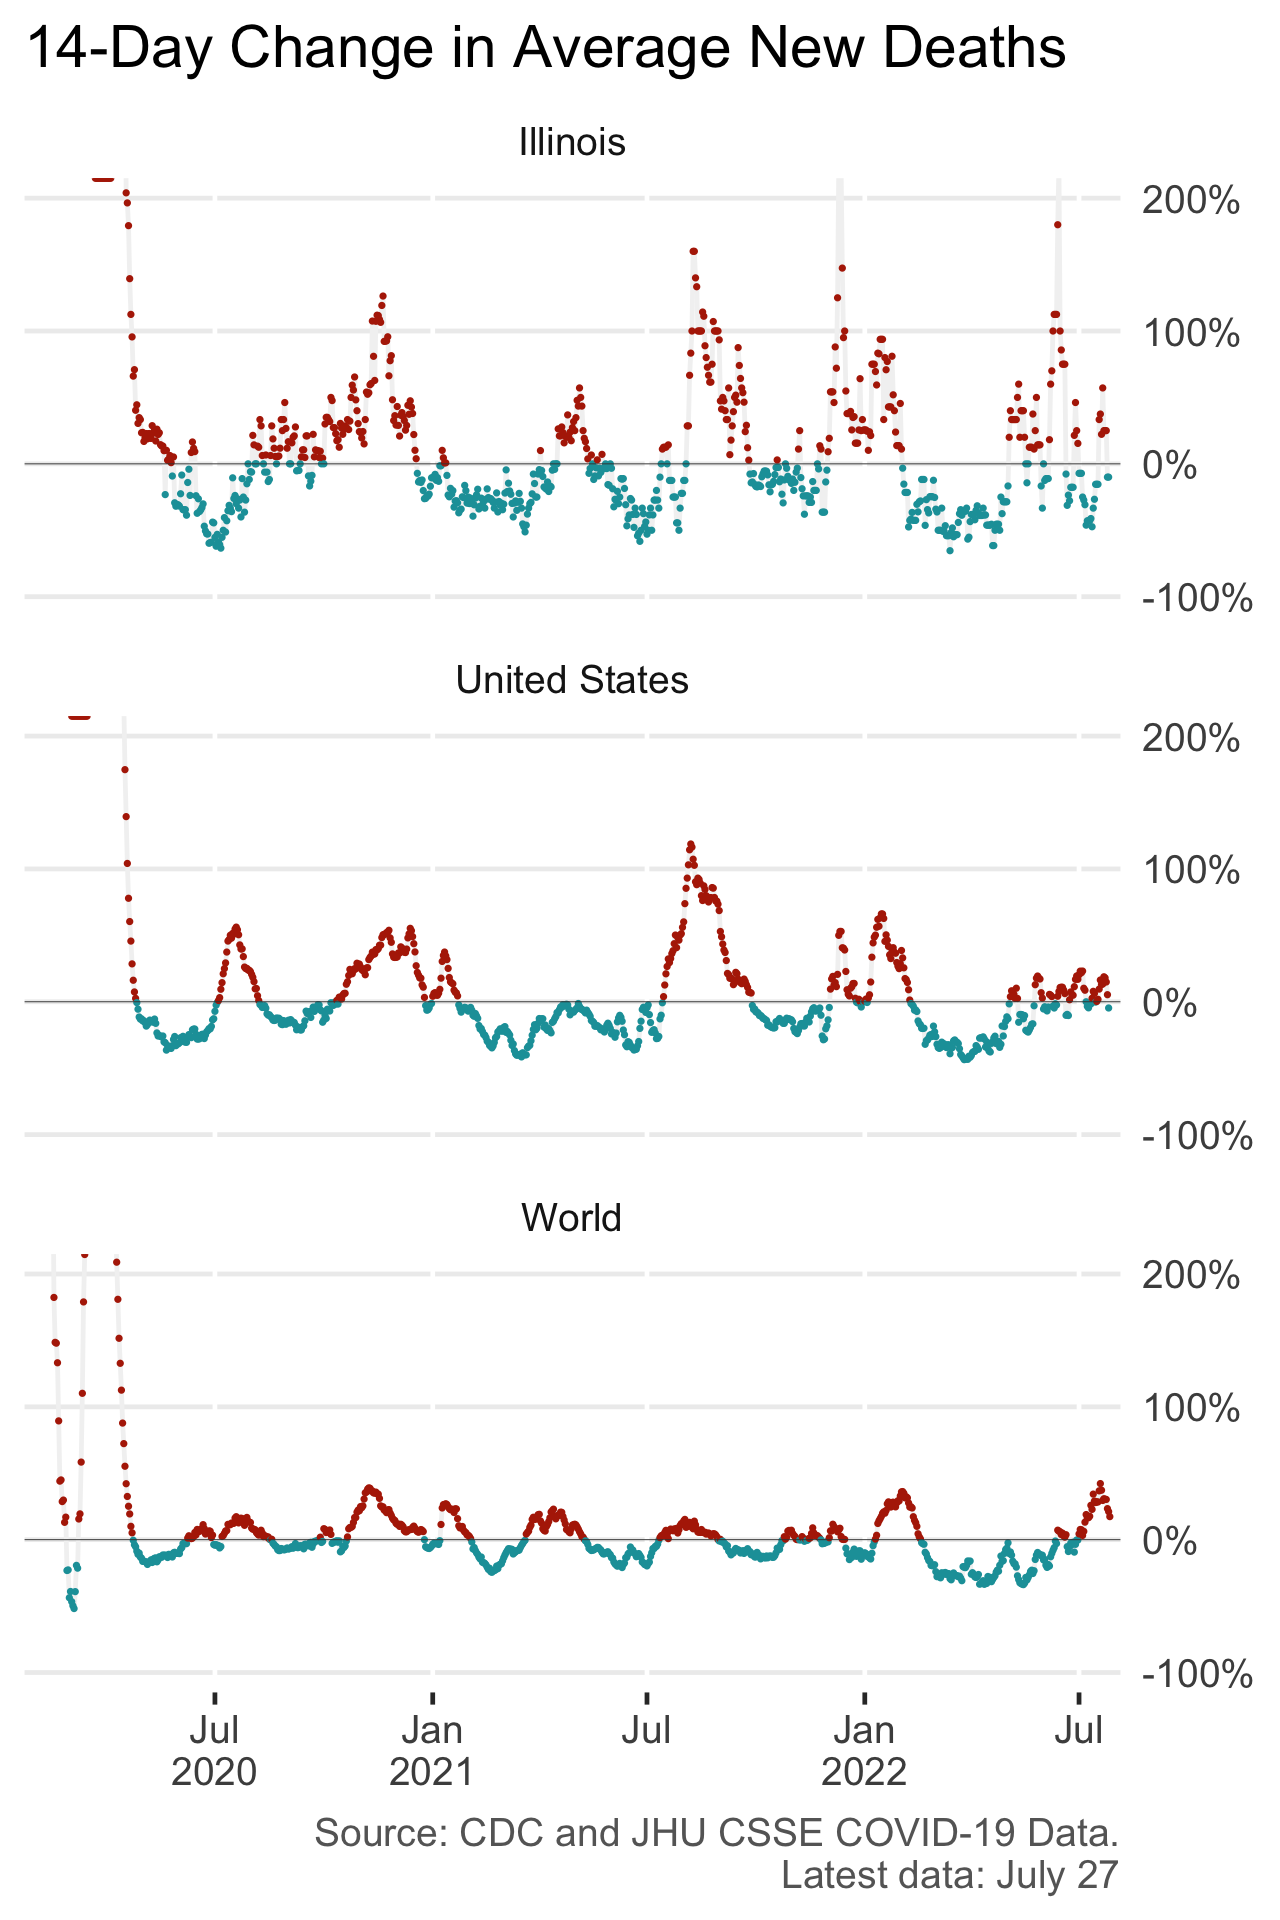 14-Day Change in Average New Deaths
Illinois
200%
100%
0%
-100%
United States
200%
100%
0%
-100%
World
200%
100%
0%
-100%
Jul Jan Jul Jan Jul
2020 2021 2022
Source: CDC and JHU CSSE COVID-19 Data.
Latest data: July 27